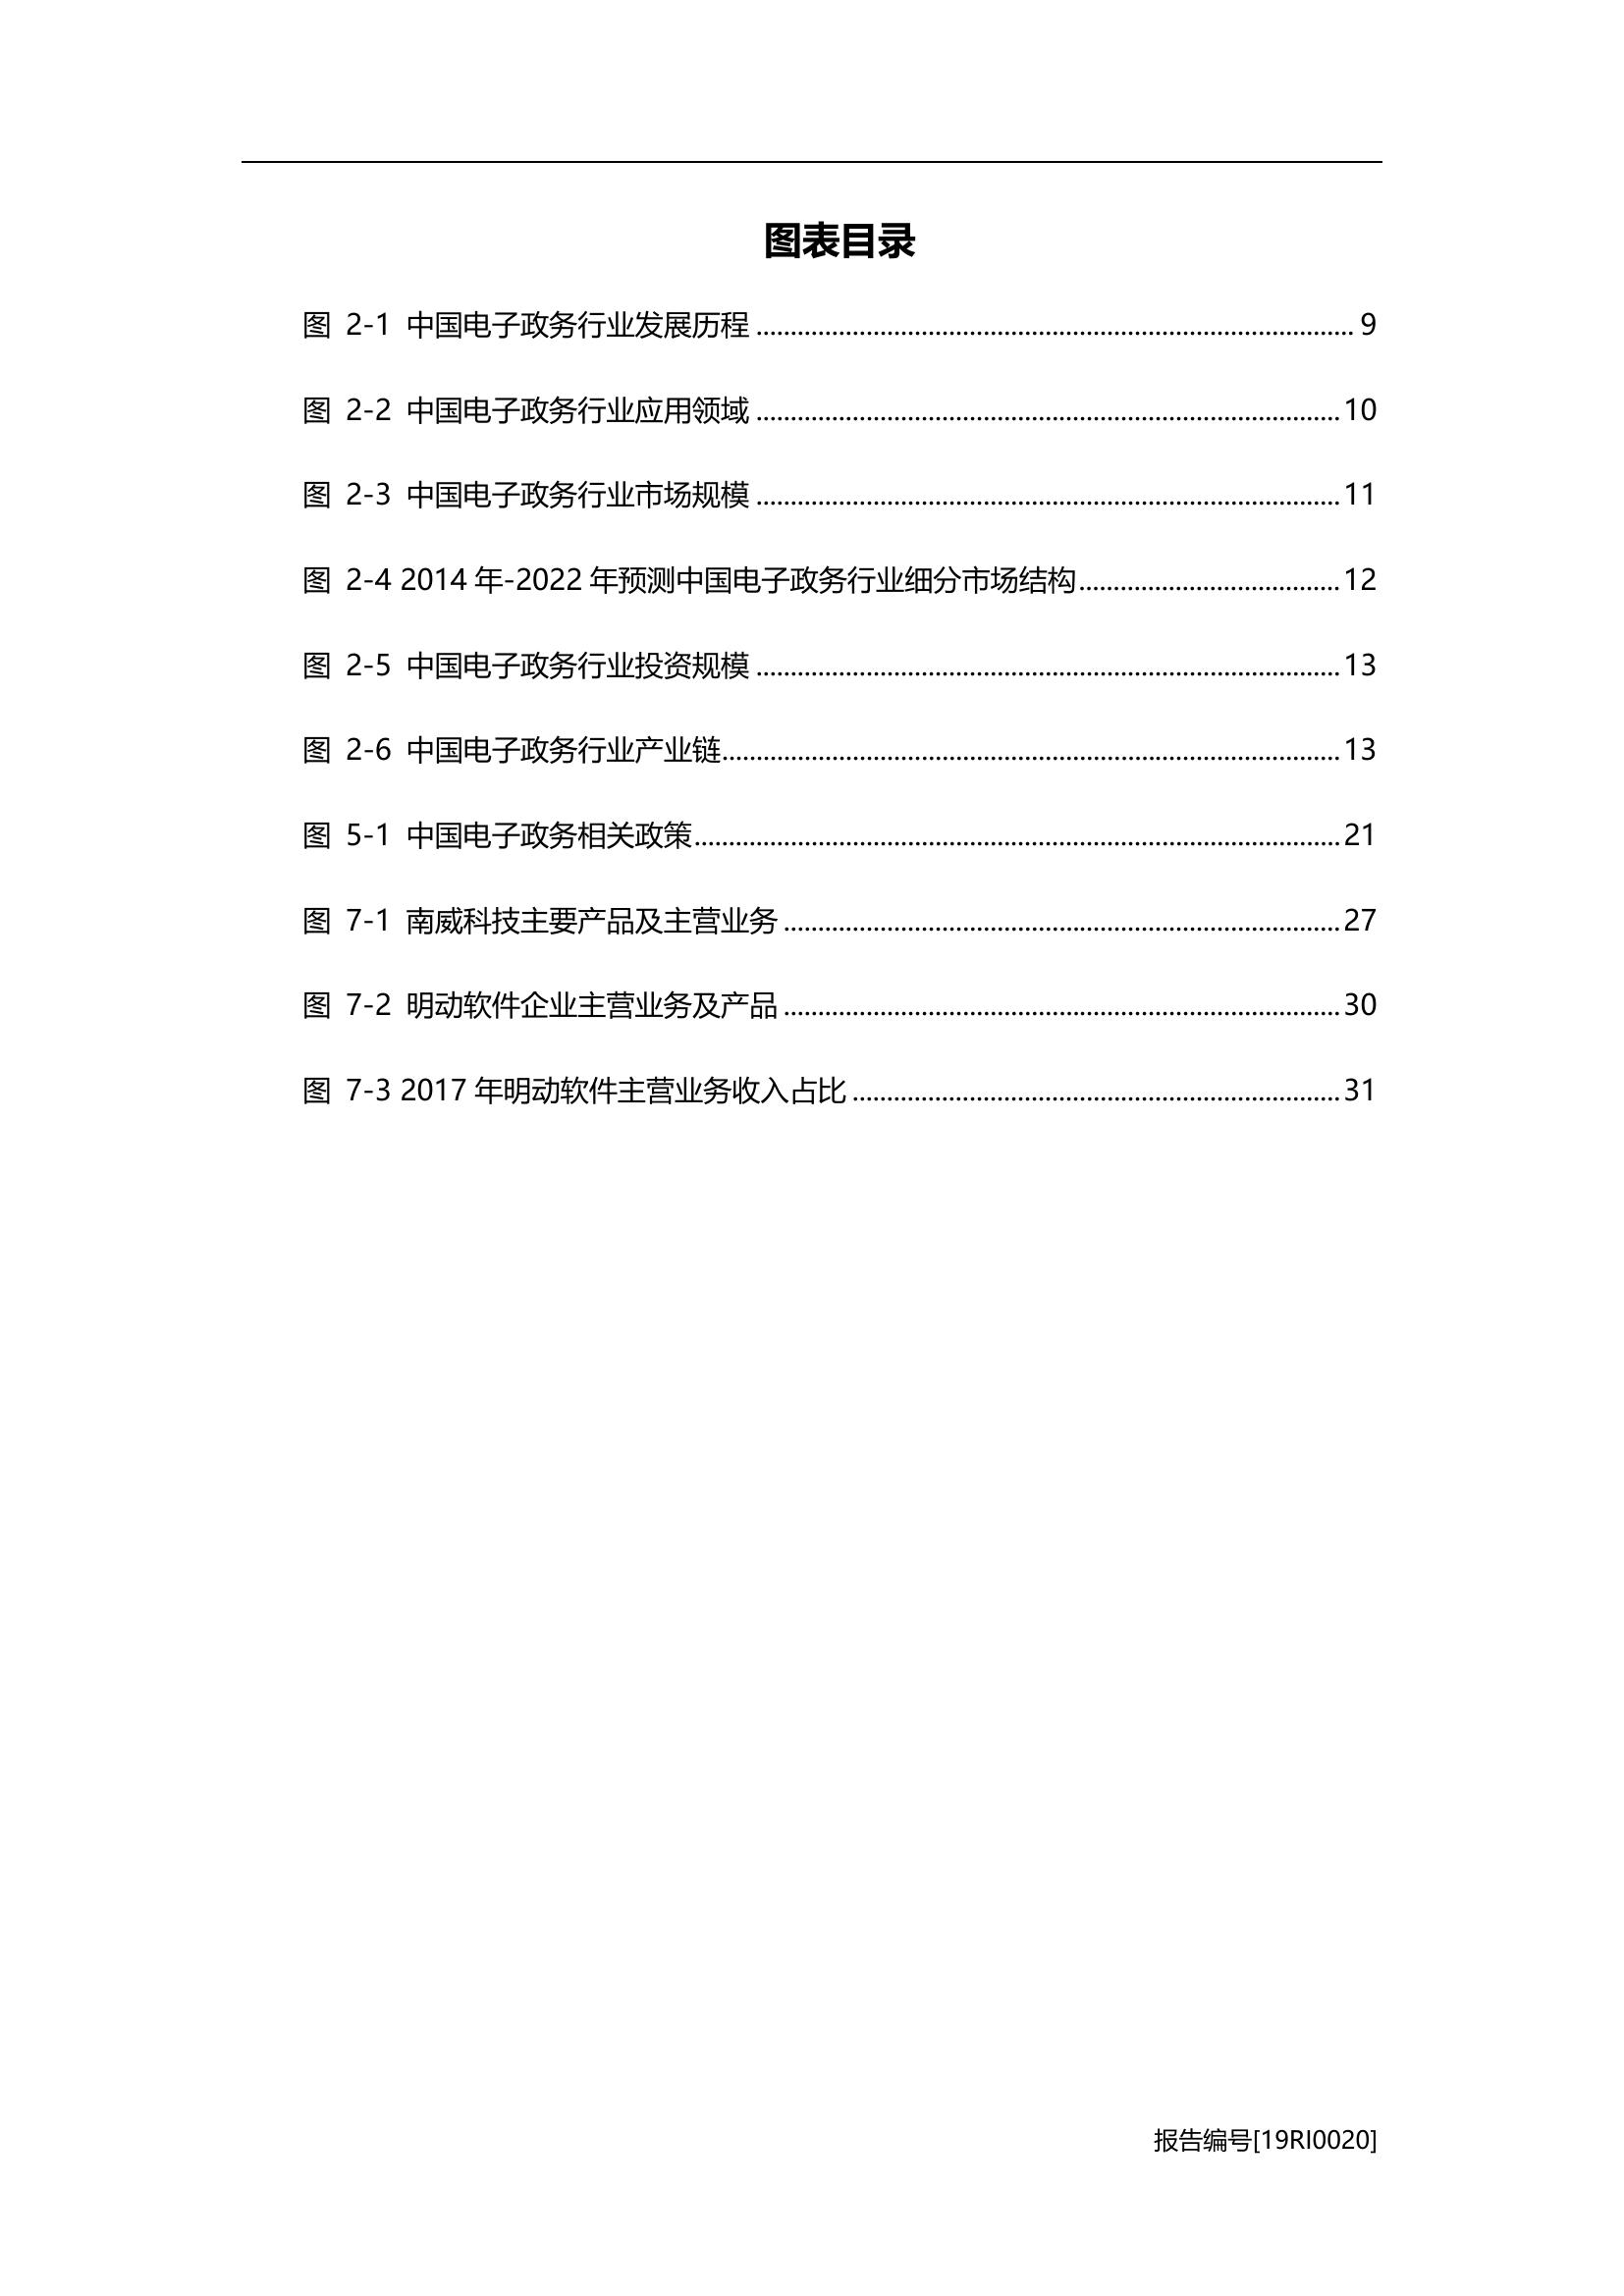 图表目录
图 2-1 中国电子政务行业发展历程 ........................................................................................ 9
图 2-2 中国电子政务行业应用领域 ...................................................................................... 10
图 2-3 中国电子政务行业市场规模 ...................................................................................... 11
图 2-4 2014 年-2022 年预测中国电子政务行业细分市场结构 ...................................... 12
图 2-5 中国电子政务行业投资规模 ...................................................................................... 13
图 2-6 中国电子政务行业产业链 .......................................................................................... 13
图 5-1 中国电子政务相关政策 .............................................................................................. 21
图 7-1 南威科技主要产品及主营业务 .................................................................................. 27
图 7-2 明动软件企业主营业务及产品 .................................................................................. 30
图 7-3 2017 年明动软件主营业务收入占比 ........................................................................ 31
报告编号[19RI0020]